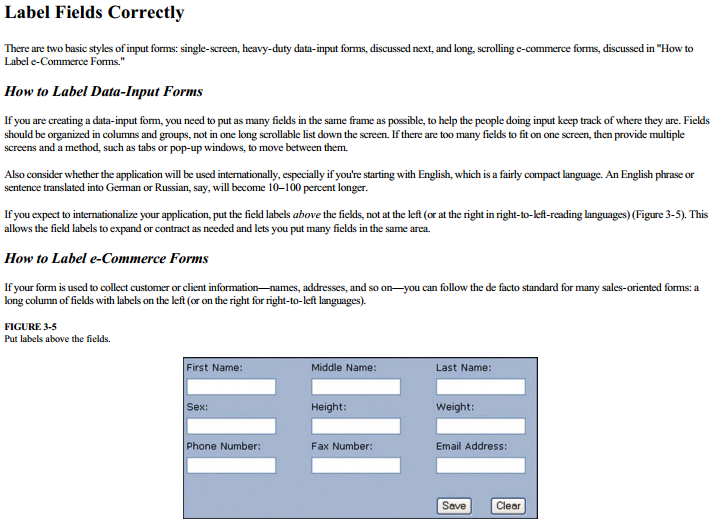 Label Fields Correctly
There are two basic styles of input forms: single-screen, heavy-duty data-input forms, discussed next, and long, scrolling e-commerce forms, discussed in "How to
Label e-Commerce Forms."
How to Label Data-Input Forms
If you are creating a data-input form, you need to put as many fields in the same frame as possible, to help the people doing input keep track of where they are. Fields
should be organized in columns and groups, not in one long scrollable list down the screen. If there are too many fields to fit on one screen, then provide multiple
screens and a method, such as tabs or pop-up windows, to move between them.
Also consider whether the application will be used internationally, especially if you're starting with English, which is a fairly compact language. An English phrase or
sentence translated into German or Russian, say, will become 10–100 percent longer.
If you expect to internationalize your application, put the field labels above the fields, not at the left (or at the right in right-to-left-reading languages) (Figure 3-5). This
allows the field labels to expand or contract as needed and lets you put many fields in the same area.
How to Label e-Commerce Forms
If your form is used to collect customer or client information—names, addresses, and so on—you can follow the de facto standard for many sales-oriented forms: a
long column of fields with labels on the left (or on the right for right-to-left languages).
FIGURE 3-5
Put labels above the fields.
First Name: Middle Name: Last Name:
Sex: Height: Weight:
Phone Number: Fax Number: Email Address:
Save Clear